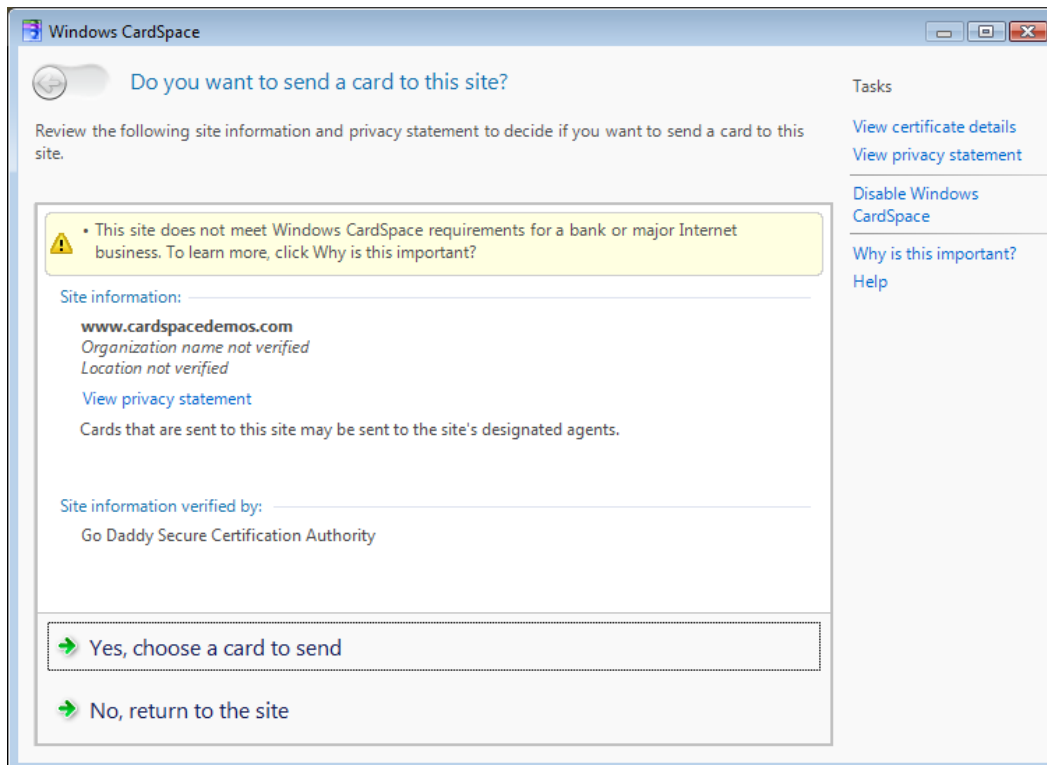 Windows CardSpace
Do you want to send a card to this site?
Review the following site information and privacy statement to decide if you want to send a card to this
site.
• This site does not meet Windows CardSpace requirements for a bank or major Internet
business. To learn more, click Why is this important?
Site information:
www.cardspacedemos.com
Organization name not verified
Location not verified
View privacy statement
Cards that are sent to this site may be sent to the site's designated agents.
Site information verified by:
Go Daddy Secure Certification Authority
Yes, choose a card to send
No, return to the site
Tasks
View certificate details
View privacy statement
Disable Windows
CardSpace
Why is this important?
Help